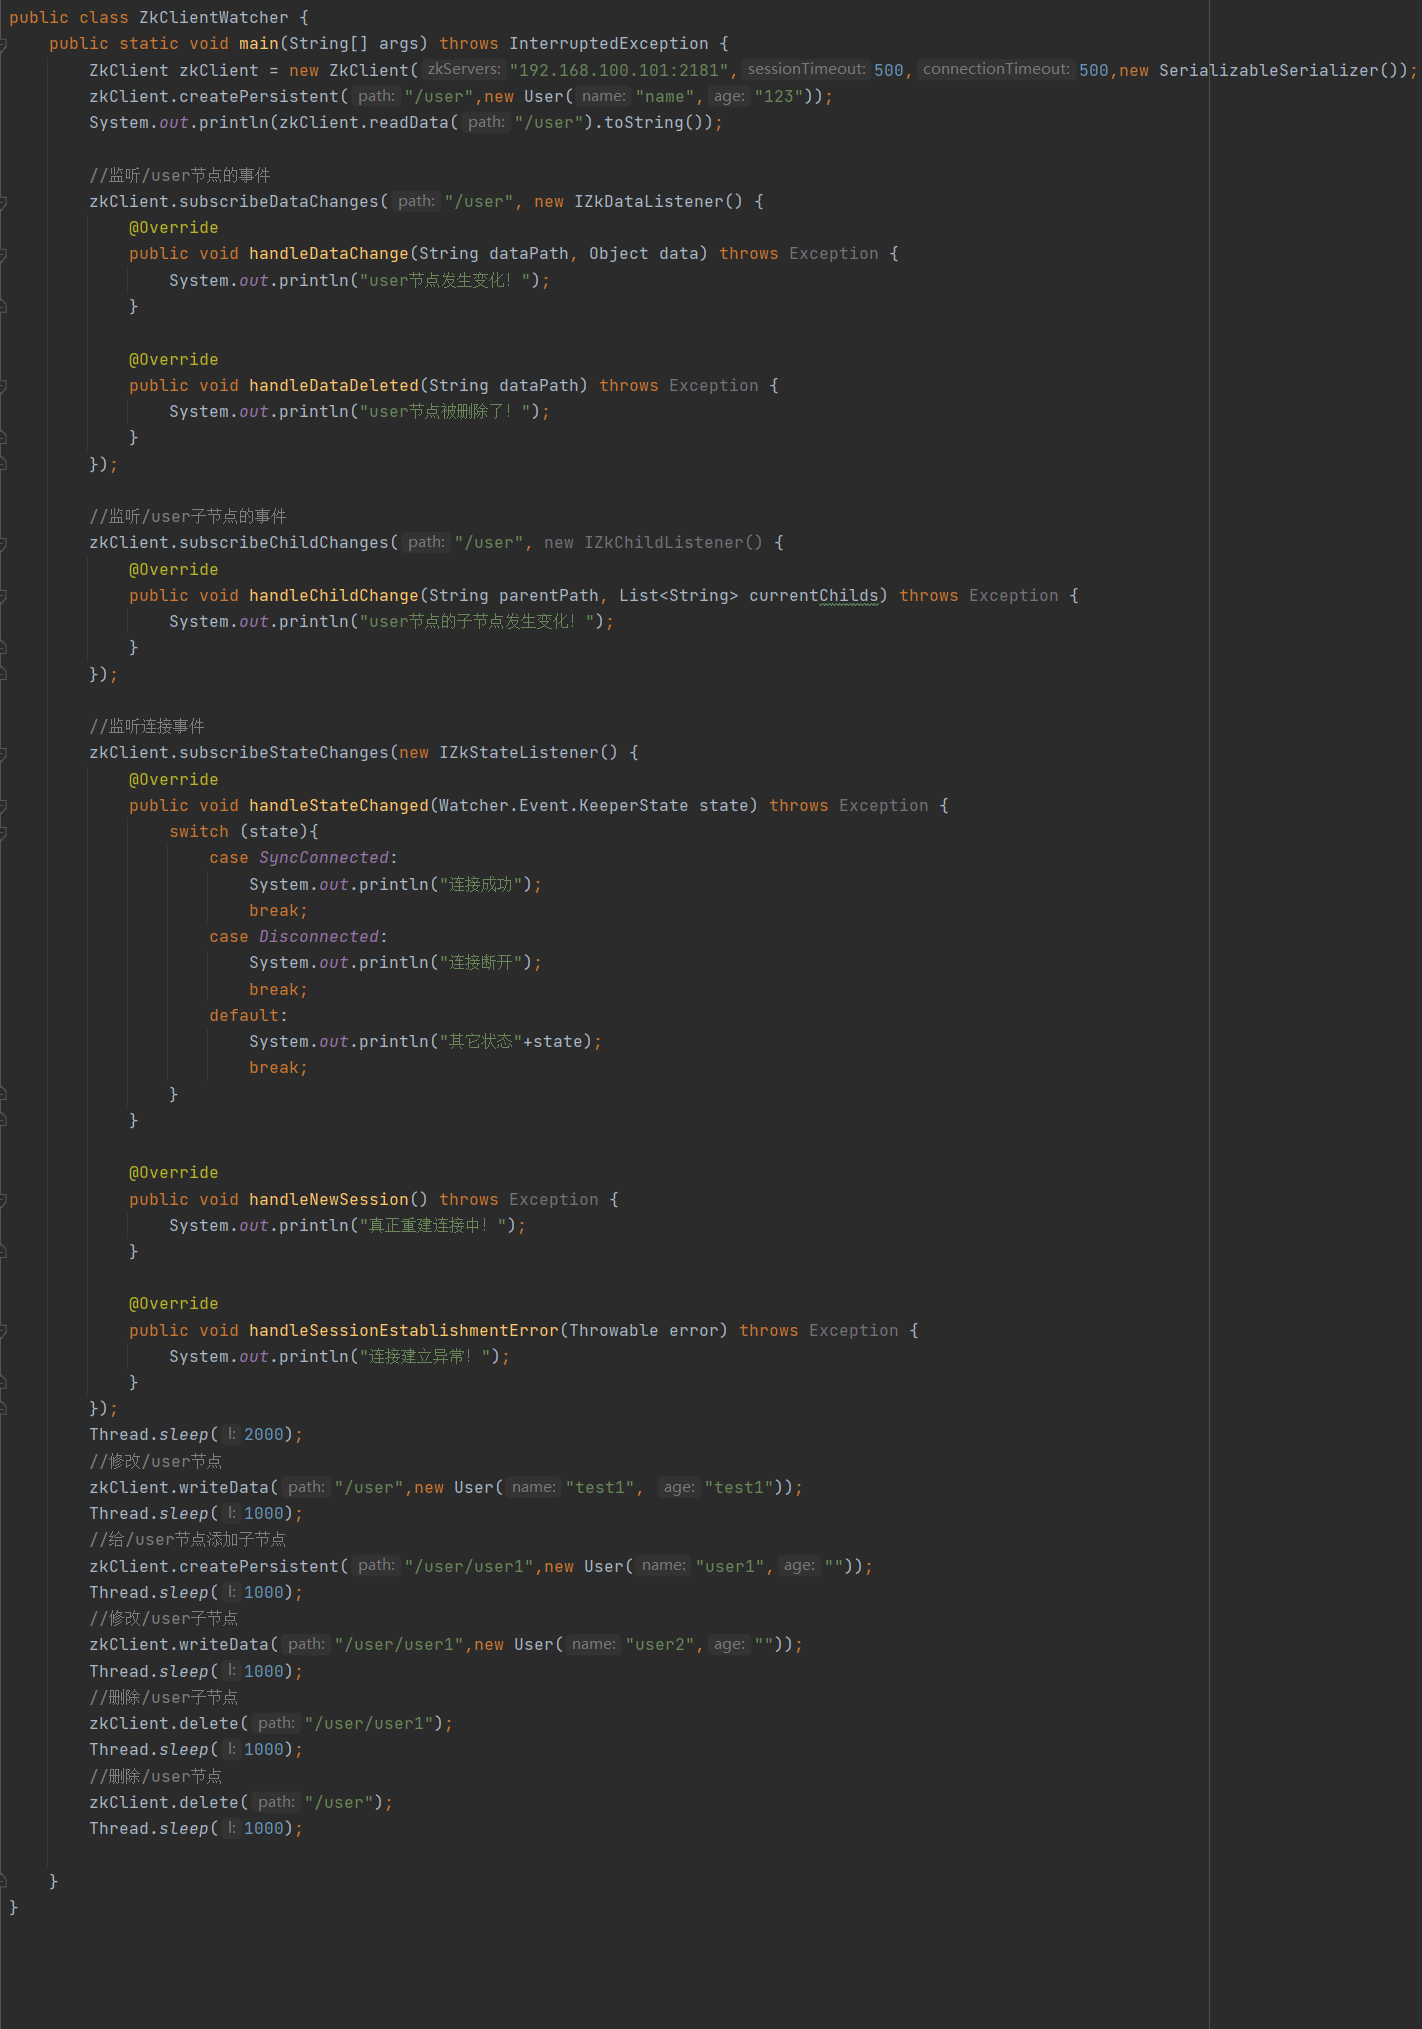 public class ZkClientWatcher {
    public static void main(String[] args) throws InterruptedException {
        ZkClient zkClient = new ZkClient( zkServers: "192.168.100.101:2181", sessionTimeout: 500, connectionTimeout: 500,new SerializableSerializer());
        zkClient.createPersistent( path: "/user",new User( name: "name", age: "123"));
        System.out.println(zkClient.readData( path: "/user").toString());

        //监听/user节点的事件
        zkClient.subscribeDataChanges( path: "/user", new IZkDataListener() {
            @Override
            public void handleDataChange(String dataPath, Object data) throws Exception {
                System.out.println("user节点发生变化！");
            }

            @Override
            public void handleDataDeleted(String dataPath) throws Exception {
                System.out.println("user节点被删除了！");
            }
        });

        //监听/user子节点的事件
        zkClient.subscribeChildChanges( path: "/user", new IZkChildListener() {
            @Override
            public void handleChildChange(String parentPath, List<String> currentChilds) throws Exception {
                System.out.println("user节点的子节点发生变化！");
            }
        });

        //监听连接事件
        zkClient.subscribeStateChanges(new IZkStateListener() {
            @Override
            public void handleStateChanged(Watcher.Event.KeeperState state) throws Exception {
                switch (state){
                    case SyncConnected:
                        System.out.println("连接成功");
                        break;
                    case Disconnected:
                        System.out.println("连接断开");
                        break;
                    default:
                        System.out.println("其它状态"+state);
                        break;
                }
            }

            @Override
            public void handleNewSession() throws Exception {
                System.out.println("真正重建连接中！");
            }

            @Override
            public void handleSessionEstablishmentError(Throwable error) throws Exception {
                System.out.println("连接建立异常！");
            }
        });
        Thread.sleep( l: 2000);
        //修改/user节点
        zkClient.writeData( path: "/user",new User( name: "test1", age: "test1"));
        Thread.sleep( l: 1000);
        //给/user节点添加子节点
        zkClient.createPersistent( path: "/user/user1",new User( name: "user1", age: ""));
        Thread.sleep( l: 1000);
        //修改/user子节点
        zkClient.writeData( path: "/user/user1",new User( name: "user2", age: ""));
        Thread.sleep( l: 1000);
        //删除/user子节点
        zkClient.delete( path: "/user/user1");
        Thread.sleep( l: 1000);
        //删除/user节点
        zkClient.delete( path: "/user");
        Thread.sleep( l: 1000);

    }
}